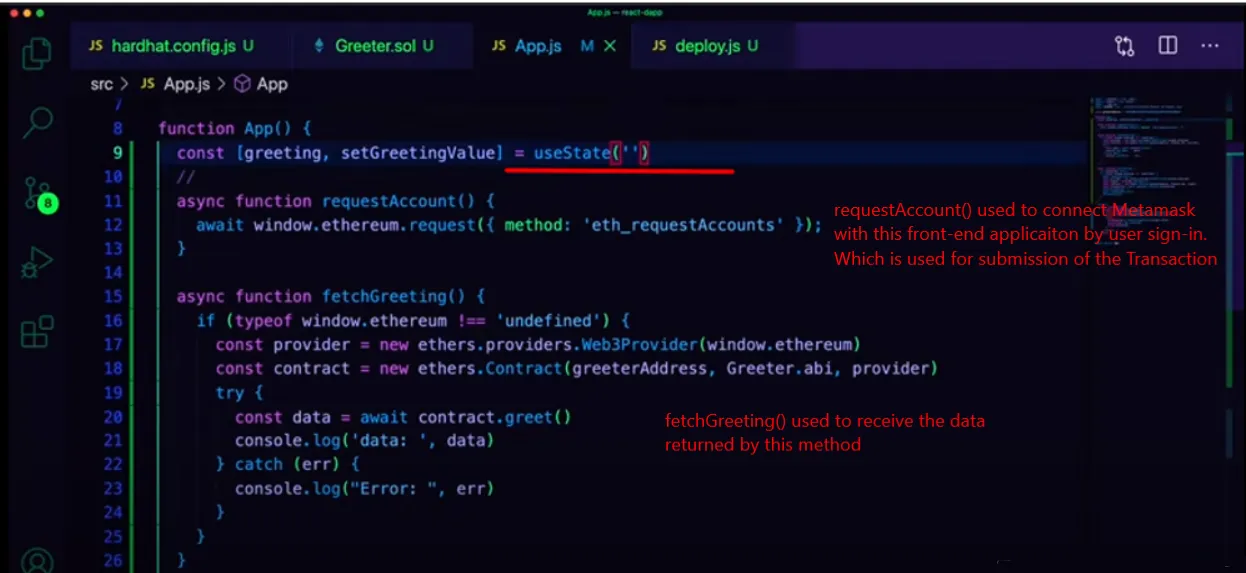 App.js — react-dapp
JS hardhat.config.js U
Greeter.sol U
JS App.js M
JS deploy.js U
src > JS App.js > App
7
8 function App() {
9 const [greeting, setGreetingValue] = useState('')
10 //
11 async function requestAccount() {
12 await window.ethereum.request({ method: 'eth_requestAccounts' });
13 }
14
15 async function fetchGreeting() {
16 if (typeof window.ethereum !== 'undefined') {
17 const provider = new ethers.providers.Web3Provider(window.ethereum)
18 const contract = new ethers.Contract(greeterAddress, Greeter.abi, provider)
19 try {
20 const data = await contract.greet()
21 console.log('data: ', data)
22 } catch (err) {
23 console.log("Error: ", err)
24 }
25 }
26 }
8
requestAccount() used to connect Metamask
with this front-end applicaiton by user sign-in.
Which is used for submission of the Transaction
fetchGreeting() used to receive the data
returned by this method